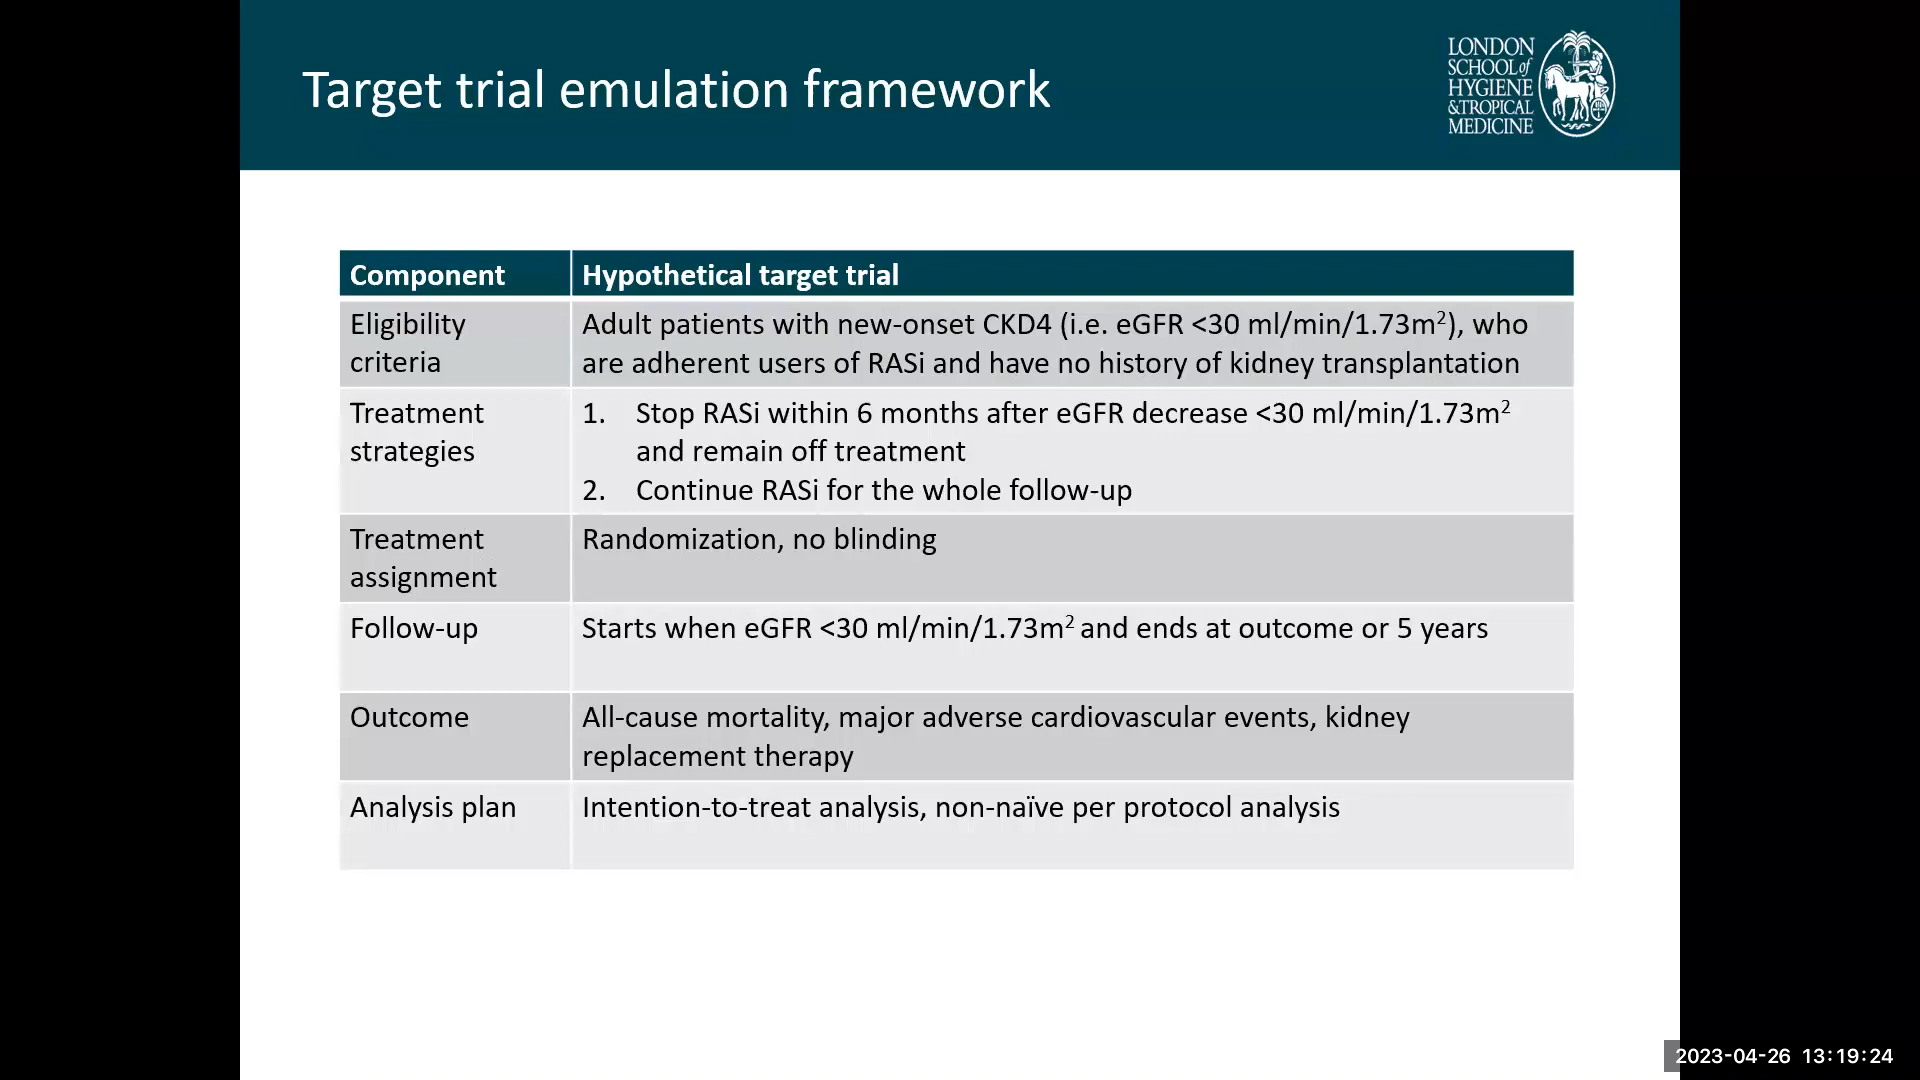 Target trial emulation framework
LONDON
SCHOOL of
HYGIENE
& TROPICAL
MEDICINE
Component
Hypothetical target trial
Eligibility
criteria
Adult patients with new-onset CKD4 (i.e. eGFR <30 ml/min/1.73m²), who
are adherent users of RASi and have no history of kidney transplantation
Treatment
strategies
1. Stop RASi within 6 months after eGFR decrease <30 ml/min/1.73m²
and remain off treatment
2. Continue RASi for the whole follow-up
Treatment
assignment
Randomization, no blinding
Follow-up
Starts when eGFR <30 ml/min/1.73m² and ends at outcome or 5 years
Outcome
All-cause mortality, major adverse cardiovascular events, kidney
replacement therapy
Analysis plan
Intention-to-treat analysis, non-naïve per protocol analysis
2023-04-26 13:19:24